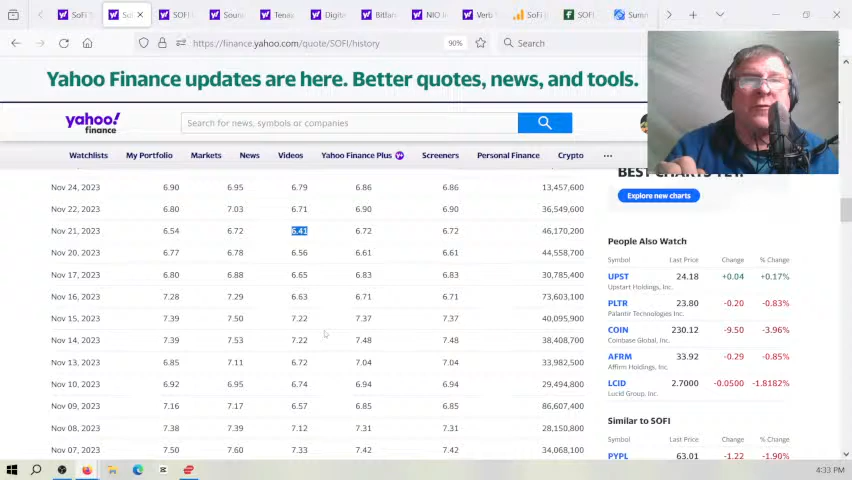 SoFi
So
SOFI
Soun
Tena
Digit
Bitfar
NIO I
Verb
SoFi
SOFI
Summ
https://finance.yahoo.com/quote/SOFI/history
90%
Search
Yahoo Finance updates are here. Better quotes, news, and tools.
yahoo!
finance
Search for news, symbols or companies
Watchlists My Portfolio Markets News Videos Yahoo Finance Plus Screeners Personal Finance Crypto ...
Nov 24, 2023 6.90 6.95 6.79 6.86 6.86 13,457,600
Nov 22, 2023 6.80 7.03 6.71 6.90 6.90 36,549,600
Nov 21, 2023 6.54 6.72 6.41 6.72 6.72 46,170,200
Nov 20, 2023 6.77 6.78 6.56 6.61 6.61 44,558,700
Nov 17, 2023 6.80 6.88 6.65 6.83 6.83 30,785,400
Nov 16, 2023 7.28 7.29 6.63 6.71 6.71 73,603,100
Nov 15, 2023 7.39 7.50 7.22 7.37 7.37 40,095,900
Nov 14, 2023 7.39 7.53 7.22 7.48 7.48 38,408,700
Nov 13, 2023 6.85 7.11 6.72 7.04 7.04 33,982,500
Nov 10, 2023 6.92 6.95 6.74 6.94 6.94 29,494,800
Nov 09, 2023 7.16 7.17 6.57 6.85 6.85 86,607,400
Nov 08, 2023 7.38 7.39 7.12 7.31 7.31 28,150,800
Nov 07, 2023 7.50 7.60 7.33 7.42 7.42 34,068,100
Explore new charts
People Also Watch
Symbol Last Price Change % Change
UPST 24.18 +0.04 +0.17%
Upstart Holdings, Inc.
PLTR 23.80 -0.20 -0.83%
Palantir Technologies Inc.
COIN 230.12 -9.50 -3.96%
Coinbase Global, Inc.
AFRM 33.92 -0.29 -0.85%
Affirm Holdings, Inc.
LCID 2.7000 -0.0500 -1.8182%
Lucid Group, Inc.
Similar to SOFI
Symbol Last Price Change % Change
PYPL 63.01 -1.22 -1.90%
4:33 PM